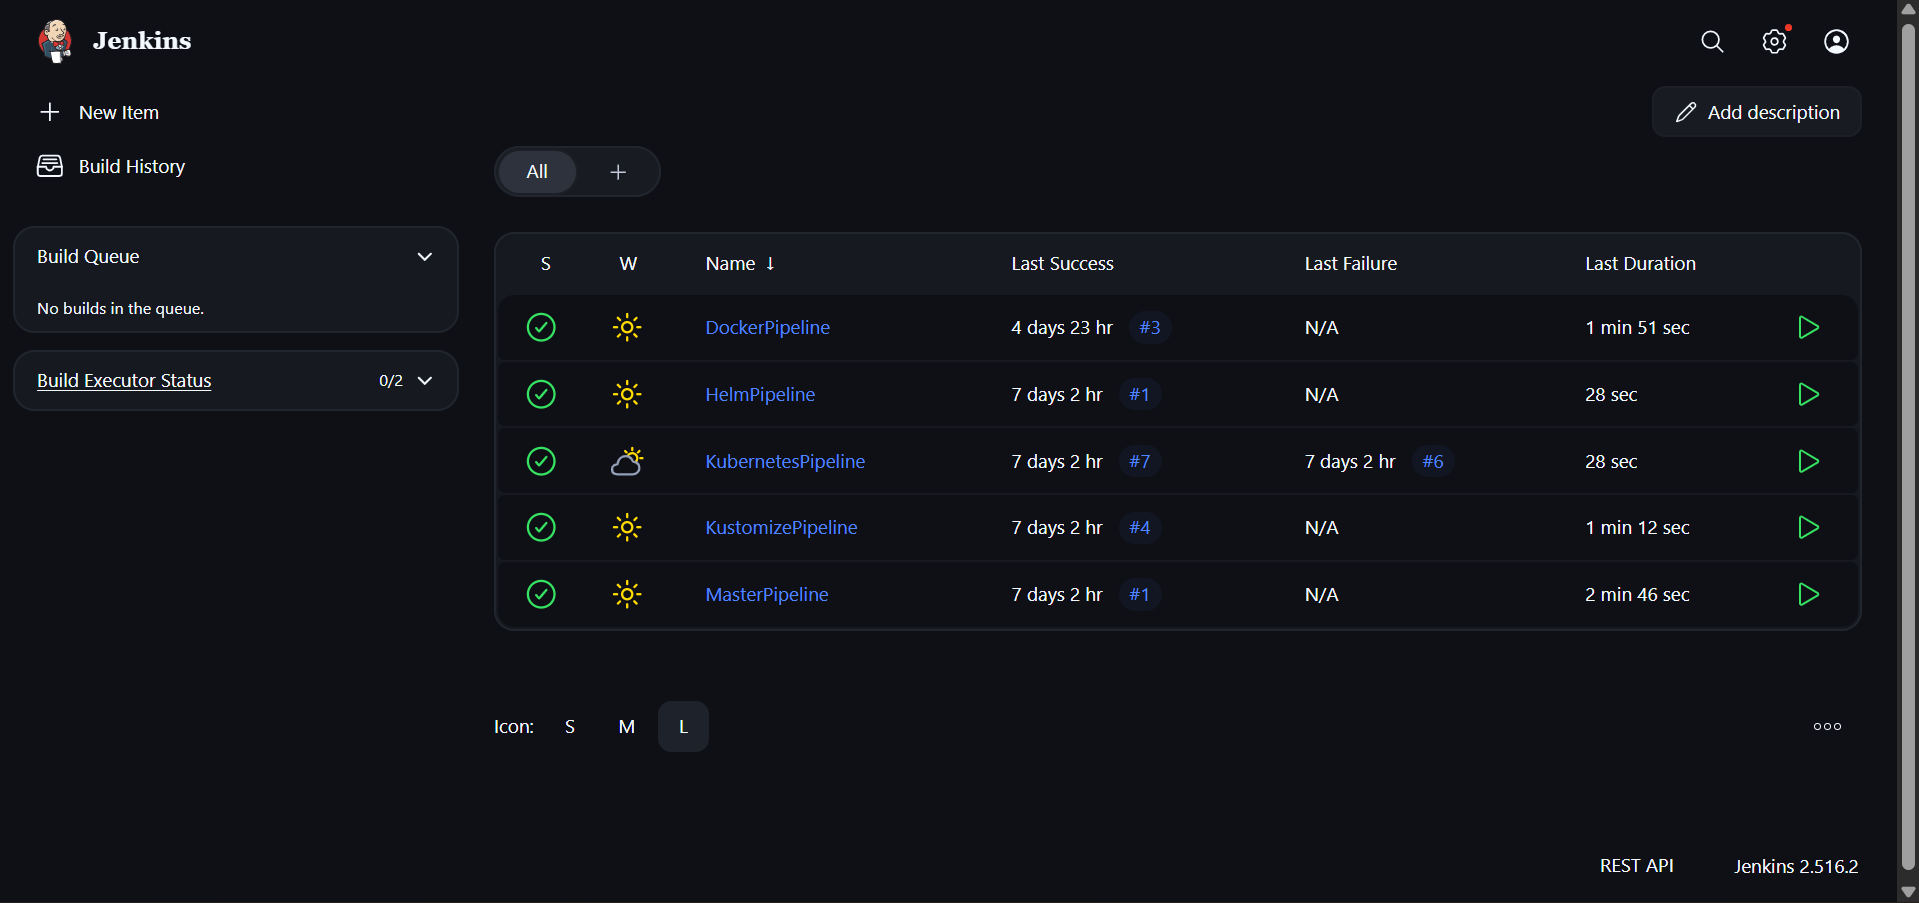 Jenkins
New Item
Build History
Add description
All
Build Queue
No builds in the queue.
Build Executor Status 0/2
S W Name ↓ Last Success Last Failure Last Duration
DockerPipeline 4 days 23 hr #3 N/A 1 min 51 sec
HelmPipeline 7 days 2 hr #1 N/A 28 sec
KubernetesPipeline 7 days 2 hr #7 7 days 2 hr #6 28 sec
KustomizePipeline 7 days 2 hr #4 N/A 1 min 12 sec
MasterPipeline 7 days 2 hr #1 N/A 2 min 46 sec
Icon: S M L
REST API Jenkins 2.516.2